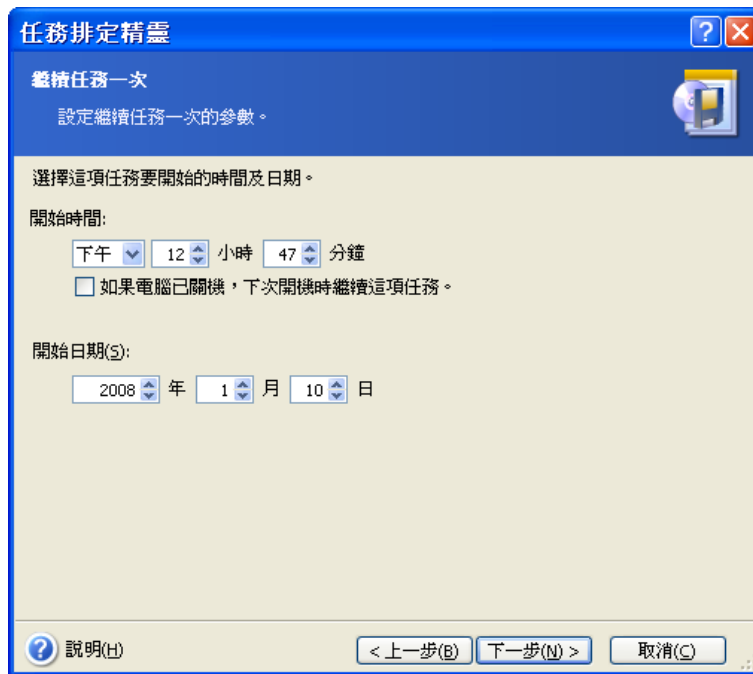 任務排定精靈
繼續任務一次
設定繼續任務一次的參數。
選擇這項任務要開始的時間及日期。
開始時間:
下午 12 小時 47 分鐘
如果電腦已關機，下次開機時繼續這項任務。
開始日期(S):
2008 年 1 月 10 日
說明(H) < 上一步(B) 下一步(N) > 取消(C)